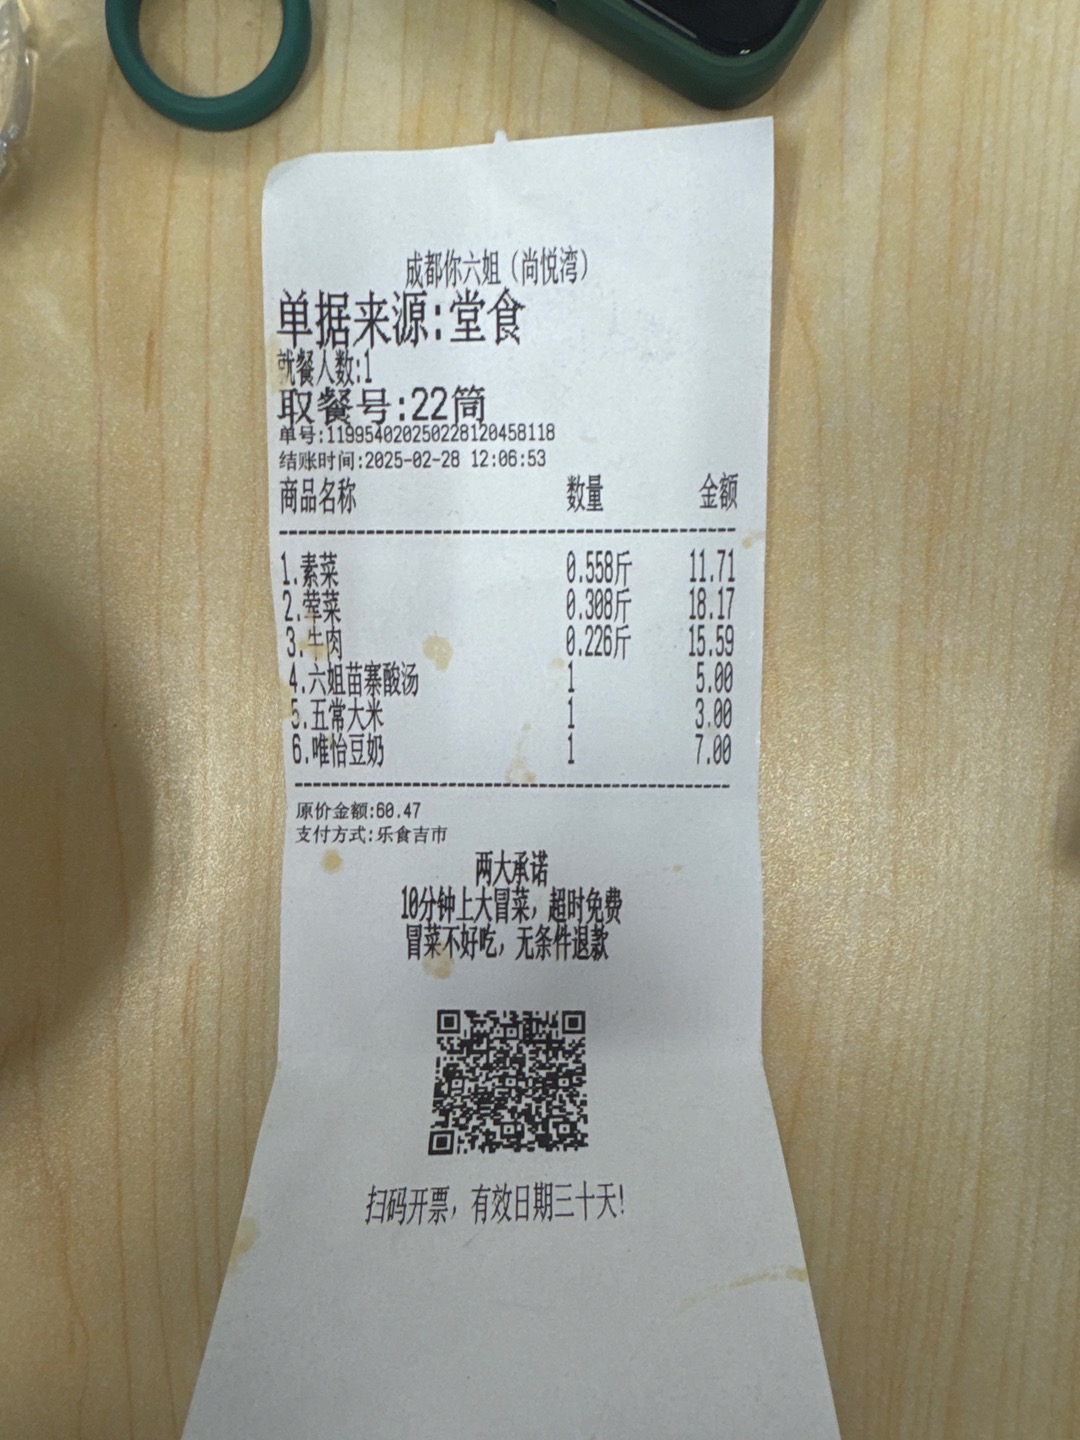 成都你六姐（尚悦湾）
单据来源:堂食
就餐人数:1
取餐号:22筒
单号:119954020250228120458118
结账时间:2025-02-28 12:06:53
商品名称 数量 金额
1.素菜 0.558斤 11.71
2.荤菜 0.308斤 18.17
3.牛肉 0.226斤 15.59
4.六姐苗寨酸汤 1 5.00
5.五常大米 1 3.00
6.唯怡豆奶 1 7.00
原价金额:60.47
支付方式:乐食吉市
两大承诺
10分钟上大冒菜，超时免费
冒菜不好吃，无条件退款
扫码开票，有效日期三十天!